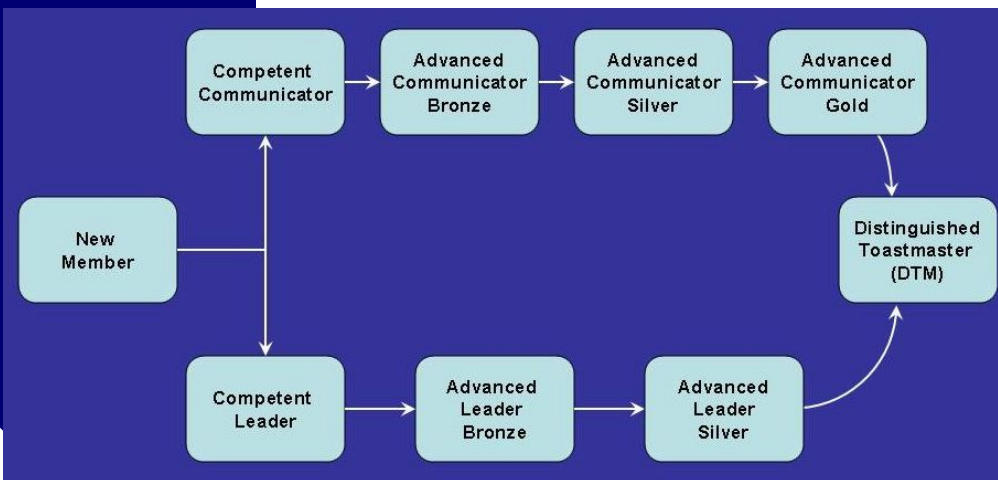 Competent
Communicator
Advanced
Communicator
Bronze
Advanced
Communicator
Silver
Advanced
Communicator
Gold
New
Member
Distinguished
Toastmaster
(DTM)
Competent
Leader
Advanced
Leader
Bronze
Advanced
Leader
Silver